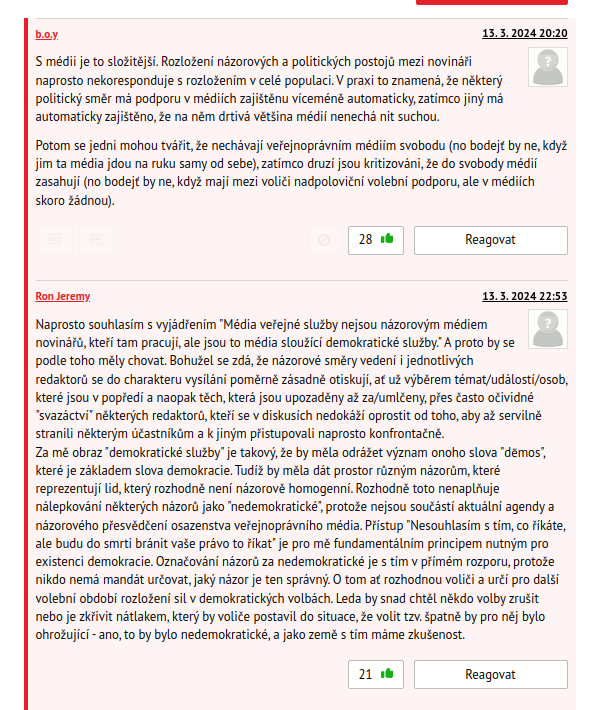 b.o.y
13. 3. 2024 20:20
S médii je to složitější. Rozložení názorových a politických postojů mezi novináři
naprosto nekoresponduje s rozložením v celé populaci. V praxi to znamená, že některý
politický směr má podporu v médiích zajištěnu víceméně automaticky, zatímco jiný má
automaticky zajištěno, že na něm drtivá většina médií nenechá nit suchou.
Potom se jedni mohou tvářit, že nechávají veřejnoprávním médiím svobodu (no bodejť by ne, když
jim ta média jdou na ruku samy od sebe), zatímco druzí jsou kritizováni, že do svobody médií
zasahují (no bodejť by ne, když mají mezi voliči nadpoloviční volební podporu, ale v médiích
skoro žádnou).
28
Reagovat
Ron Jeremy
13. 3. 2024 22:53
Naprosto souhlasím s vyjádřením "Média veřejné služby nejsou názorovým médiem
novinářů, kteří tam pracují, ale jsou to média sloužící demokratické služby." A proto by se
podle toho měly chovat. Bohužel se zdá, že názorové směry vedení i jednotlivých
redaktorů se do charakteru vysílání poměrně zásadně otiskují, ať už výběrem témat/událostí/osob,
které jsou v popředí a naopak těch, která jsou upozaděny až za/umlčeny, přes často očividné
"svazáctví" některých redaktorů, kteří se v diskusích nedokáží oprostit od toho, aby až servilně
stranili některým účastníkům a k jiným přistupovali naprosto konfrontačně.
Za mě obraz "demokratické služby" je takový, že by měla odrážet význam onoho slova "dēmos",
které je základem slova demokracie. Tudíž by měla dát prostor různým názorům, které
reprezentují lid, který rozhodně není názorově homogenní. Rozhodně toto nenaplňuje
nálepkování některých názorů jako "nedemokratické", protože nejsou součástí aktuální agendy a
názorového přesvědčení osazenstva veřejnoprávního média. Přístup "Nesouhlasím s tím, co říkáte,
ale budu do smrti bránit vaše právo to říkat" je pro mě fundamentálním principem nutným pro
existenci demokracie. Označování názorů za nedemokratické je s tím v přímém rozporu, protože
nikdo nemá mandát určovat, jaký názor je ten správný. O tom ať rozhodnou voliči a určí pro další
volební období rozložení sil v demokratických volbách. Leda by snad chtěl někdo volby zrušit
nebo je zkřivit nátlakem, který by voliče postavil do situace, že volit tzv. špatně by pro něj bylo
ohrožující - ano, to by bylo nedemokratické, a jako země s tím máme zkušenost.
21
Reagovat